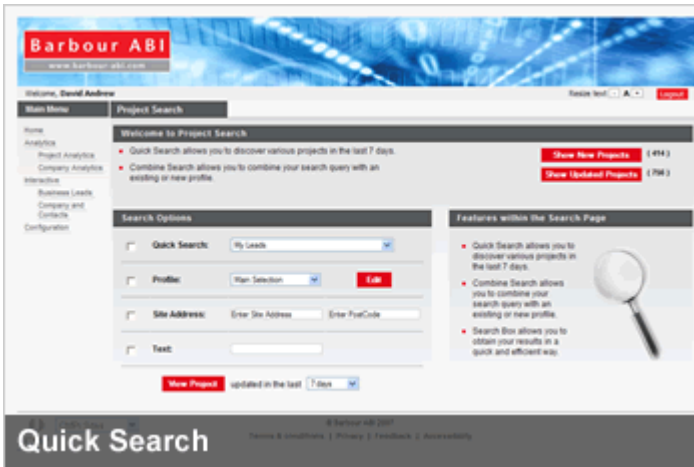 Barbour ABI
www.barbour-abi.com
Welcome, David Andrew
Resize text - A + Logout
Main Menu Project Search
Home
Analytics
Project Analytics
Company Analytics
Interactive
Business Leads
Company and
Contacts
Configuration
Welcome to Project Search
Quick Search allows you to discover various projects in the last 7 days.
Combine Search allows you to combine your search query with an
existing or new profile.
Show New Projects (414)
Show Updated Projects
Search Options
Quick Search: My Leads
Profile: Main Selection Edit
Site Address: Enter Site Address Enter PostCode
Text:
View Project updated in the last 7 days
Features within the Search Page
Quick Search allows you to
discover various projects in
the last 7 days.
Combine Search allows
you to combine your
search query with an
existing or new profile.
Search Box allows you to
obtain your results in a
quick and efficient way.
© Barbour ABI 2007
Terms & conditions | Privacy | Feedback | Accessibility
Quick Search